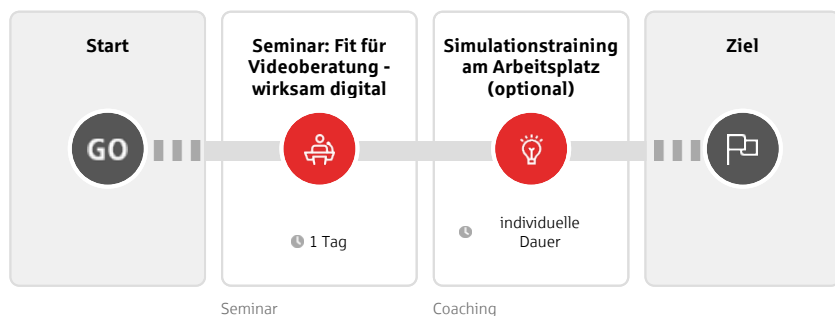 Start
GO
Seminar: Fit für
Videoberatung -
wirksam digital
1 Tag
Seminar
Simulationstraining
am Arbeitsplatz
(optional)
individuelle
Dauer
Coaching
Ziel